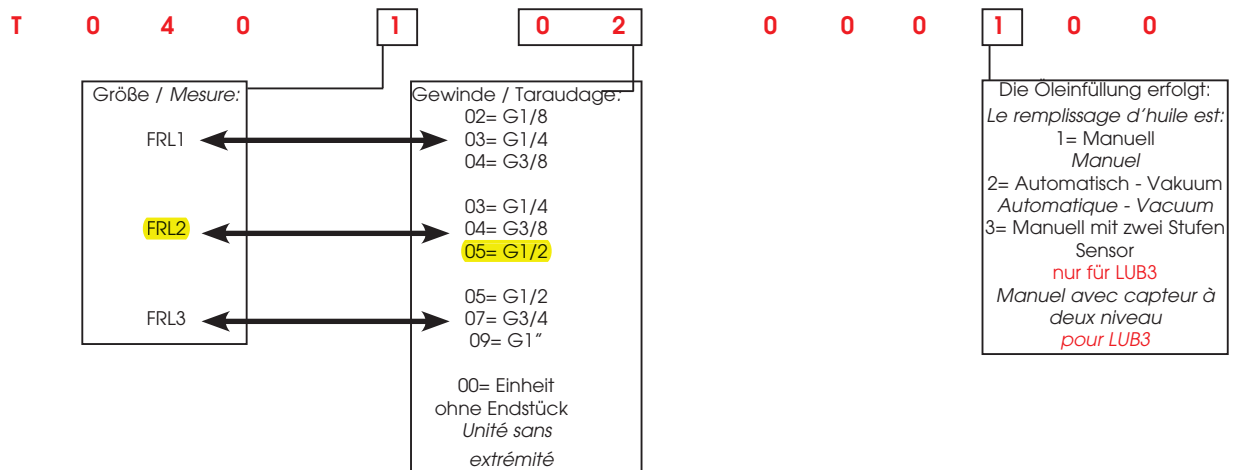 T 0 4 0 1 0 2 0 0 0 1 0 0
Größe / Mesure:
FRL1
FRL2
FRL3
Gewinde / Taraudage:
02= G1/8
03= G1/4
04= G3/8
03= G1/4
04= G3/8
05= G1/2
05= G1/2
07= G3/4
09= G1"
00= Einheit
ohne Endstück
Unité sans
extrémité
Die Öleinfüllung erfolgt:
Le remplissage d'huile est:
1= Manuell
Manuel
2= Automatisch - Vakuum
Automatique - Vacuum
3= Manuell mit zwei Stufen
Sensor
nur für LUB3
Manuel avec capteur à
deux niveau
pour LUB3